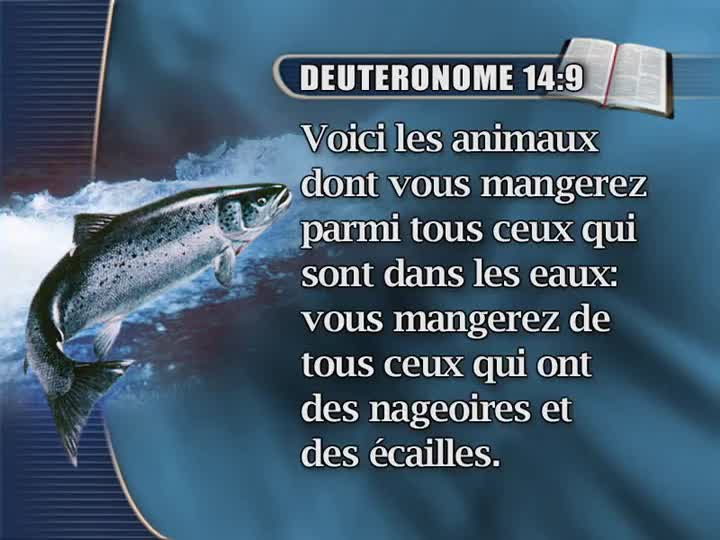 DEUTERONOME 14:9
Voici les animaux
dont vous mangerez
parmi tous ceux qui
sont dans les eaux:
vous mangerez de
tous ceux qui ont
des nageoires et
des écailles.